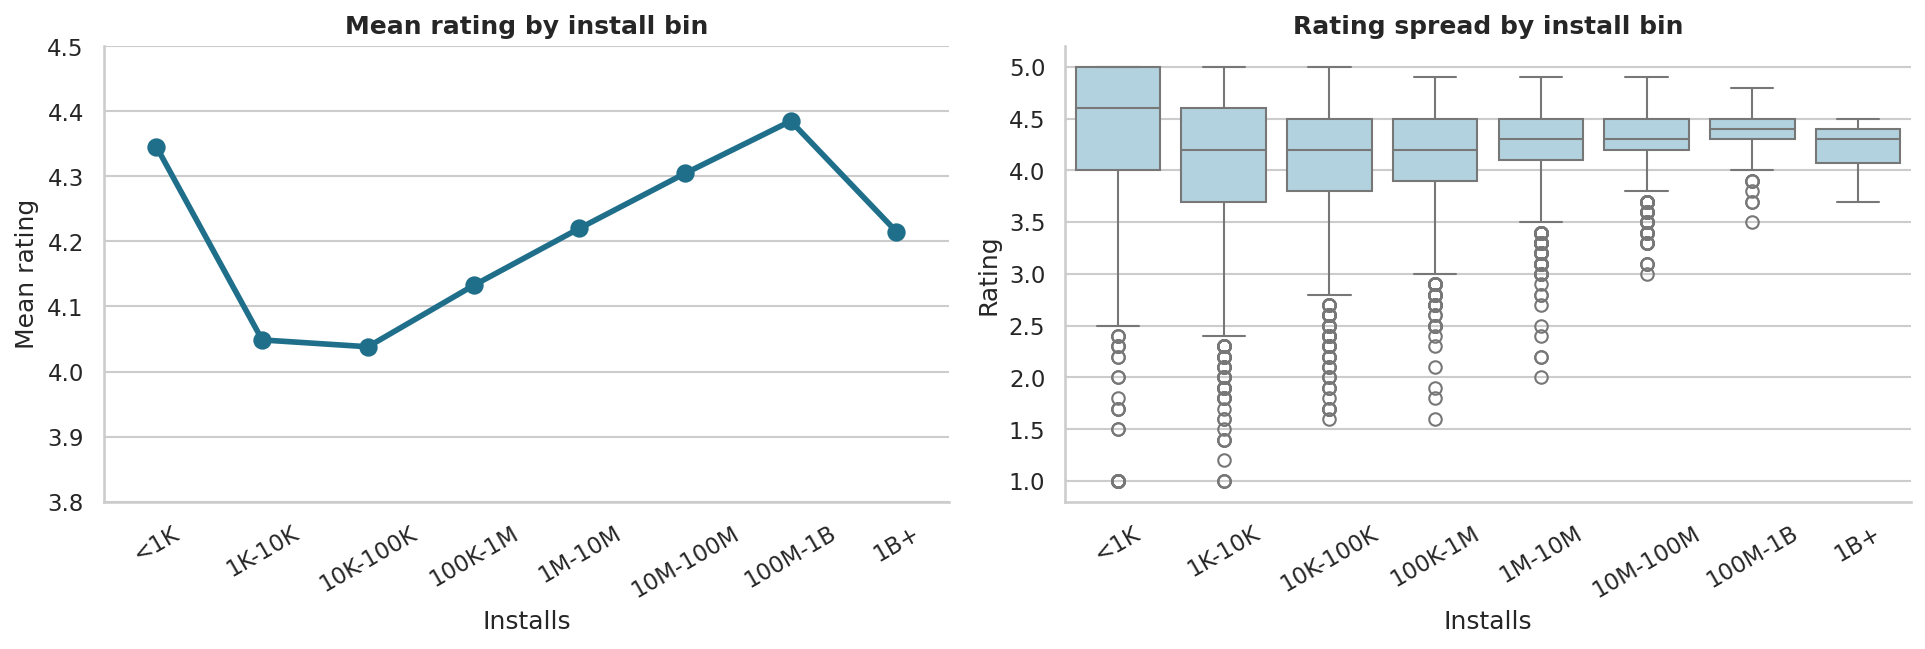 Mean rating by install bin
Mean rating
4.5
4.4
4.3
4.2
4.1
4.0
3.9
3.8
<1K
1K-10K
10K-100K
100K-1M
1M-10M
10M-100M
100M-1B
1B+
Installs
Rating spread by install bin
Rating
5.0
4.5
4.0
3.5
3.0
2.5
2.0
1.5
1.0
<1K
1K-10K
10K-100K
100K-1M
1M-10M
10M-100M
100M-1B
1B+
Installs